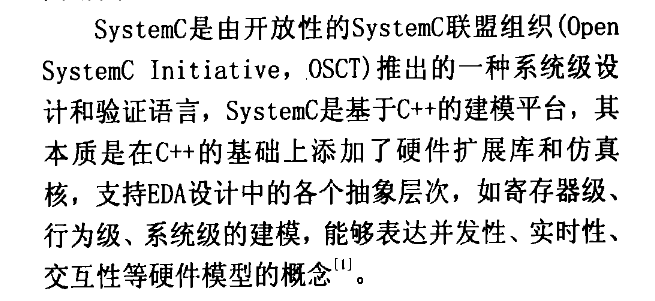 SystemC是由开放性的SystemC联盟组织(Open
SystemC Initiative, OSCT)推出的一种系统级设
计和验证语言，SystemC是基于C++的建模平台，其
本质是在C++的基础上添加了硬件扩展库和仿真
核，支持EDA设计中的各个抽象层次，如寄存器级、
行为级、系统级的建模，能够表达并发性、实时性、
交互性等硬件模型的概念[1]。